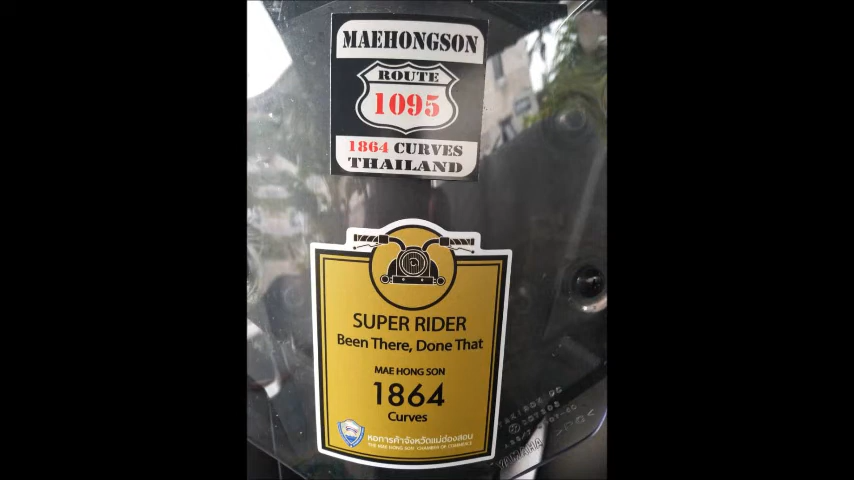 MAEHONGSON
ROUTE
1095
1864 CURVES
THAILAND
SUPER RIDER
Been There, Done That
MAE HONG SON
1864
Curves
หอการค้าจังหวัดแม่ฮ่องสอน
THE MAE HONG SON CHAMBER OF COMMERCE
YAMAHA